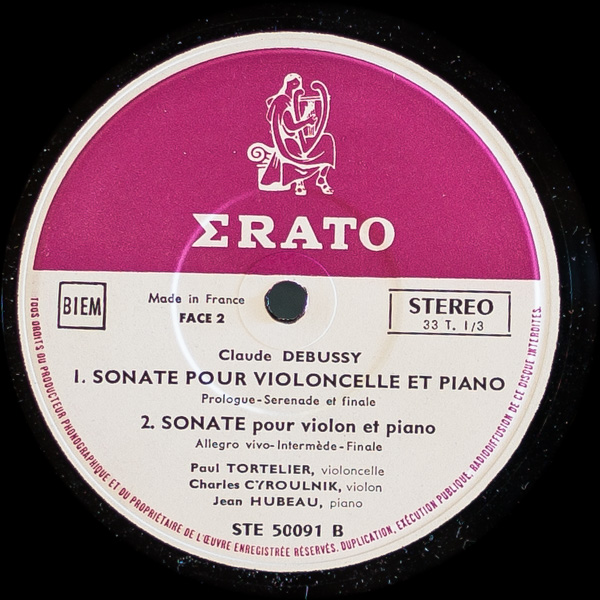 ΣRATO
BIEM
Made in France
FACE 2
STEREO
33 T. 1/3
Claude DEBUSSY
1. SONATE POUR VIOLONCELLE ET PIANO
Prologue-Serenade et finale
2. SONATE pour violon et piano
Allegro vivo-Intermède-Finale
Paul TORTELIER, violoncelle
Charles CYROULNIK, violon
Jean HUBEAU, piano
STE 50091 B
TOUS DROITS DU PRODUCTEUR PHONOGRAPHIQUE ET DU PROPRIÉTAIRE DE L'ŒUVRE ENREGISTRÉE RÉSERVÉS. DUPLICATION, EXÉCUTION PUBLIQUE, RADIODIFFUSION DE CE DISQUE INTERDITES.